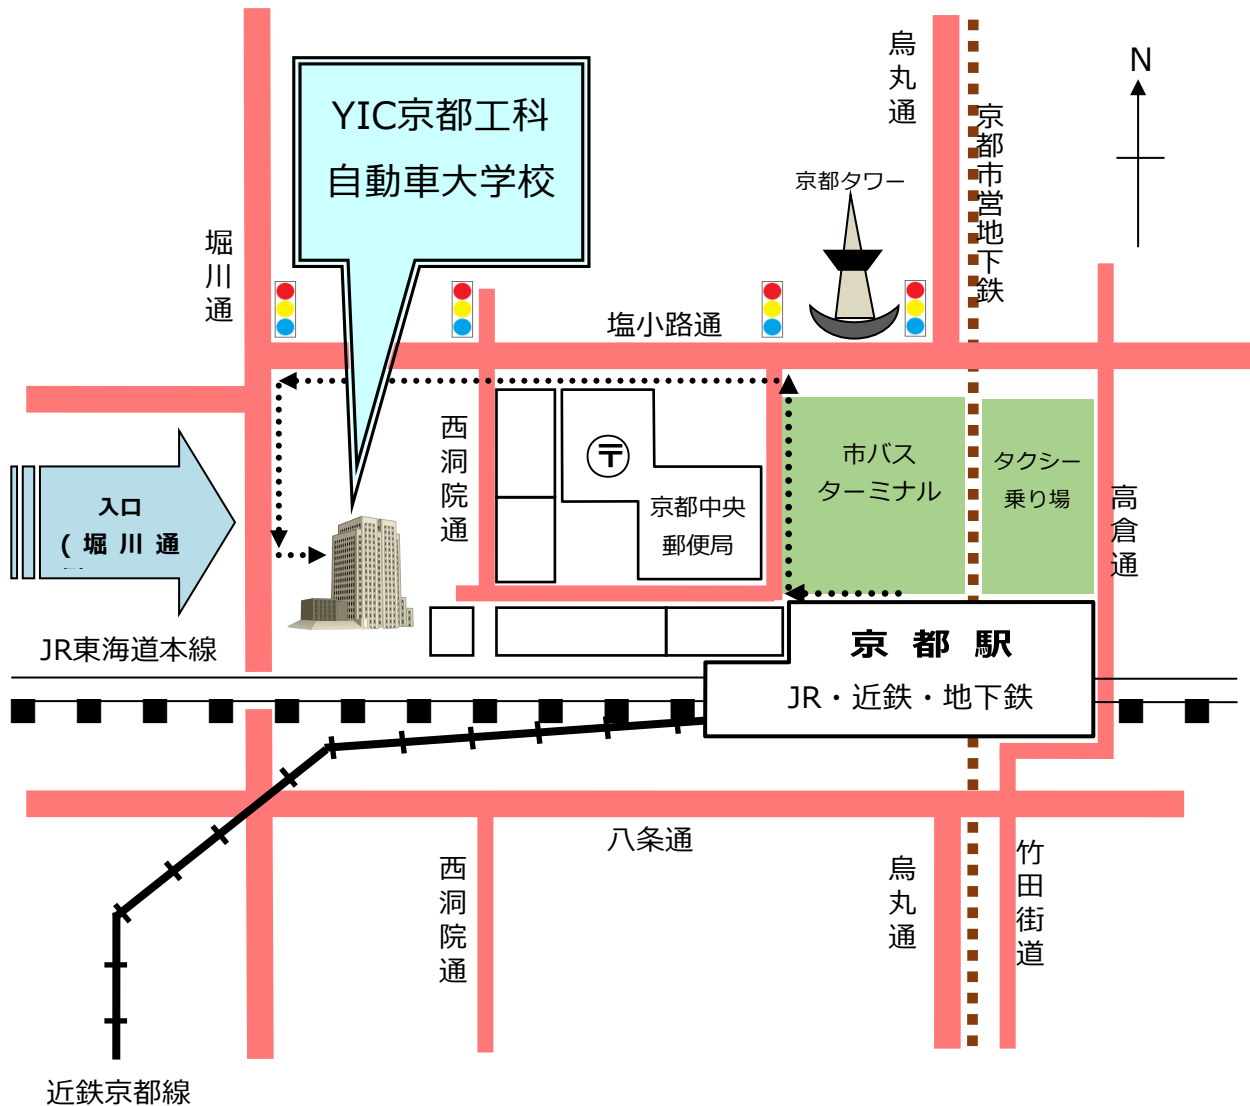 烏丸通
N
YIC京都工科
自動車大学校
京都市営地下鉄
京都タワー
堀川通
塩小路通
西洞院通
〒
市バス
ターミナル
タクシー
乗り場
高倉通
入口
(堀川通
京都中央
郵便局
JR東海道本線
京都駅
JR・近鉄・地下鉄
八条通
西洞院通
烏丸通
竹田街道
近鉄京都線